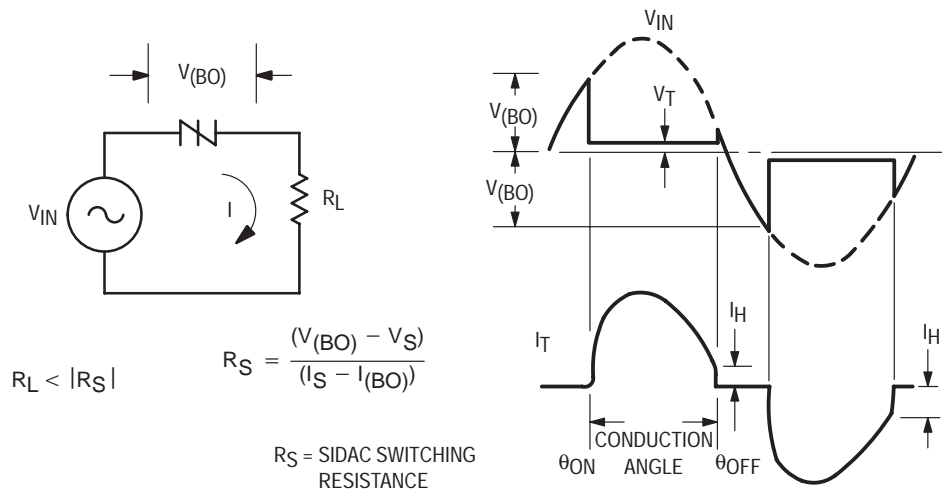 V(BO)
VIN
I
RL
RL < |RS|
RS = (V(BO) − VS)
(IS − I(BO))
RS = SIDAC SWITCHING
RESISTANCE
VIN
VT
V(BO)
V(BO)
IH
IT
IH
CONDUCTION
ANGLE
θON
θOFF